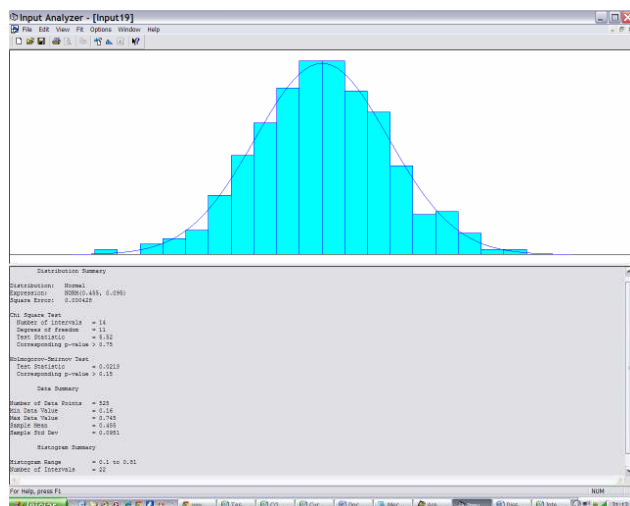 Input Analyzer - [Input19]
File Edit View Fit Options Window Help
Distribution Summary
Distribution: Normal
Expression: NORM(0.455, 0.095)
Square Error: 0.000428
Chi Square Test
Number of intervals = 14
Degrees of freedom = 11
Test Statistic = 5.52
Corresponding p-value > 0.75
Kolmogorov-Smirnov Test
Test Statistic = 0.0219
Corresponding p-value > 0.15
Data Summary
Number of Data Points = 525
Min Data Value = 0.16
Max Data Value = 0.745
Sample Mean = 0.455
Sample Std Dev = 0.0951
Histogram Summary
Histogram Range = 0.1 to 0.81
Number of Intervals = 22
For Help, press F1
NUM